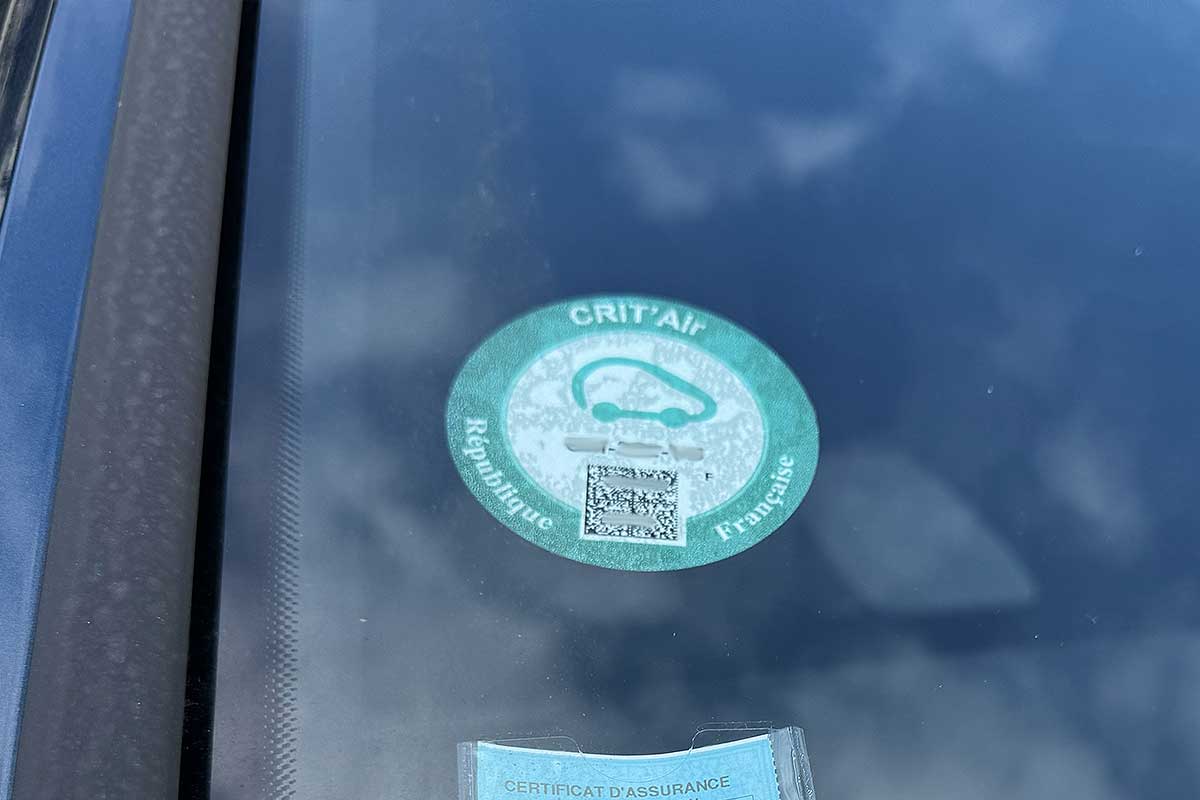 CRIT'Air
République
Française
F
CERTIFICAT D'ASSURANCE